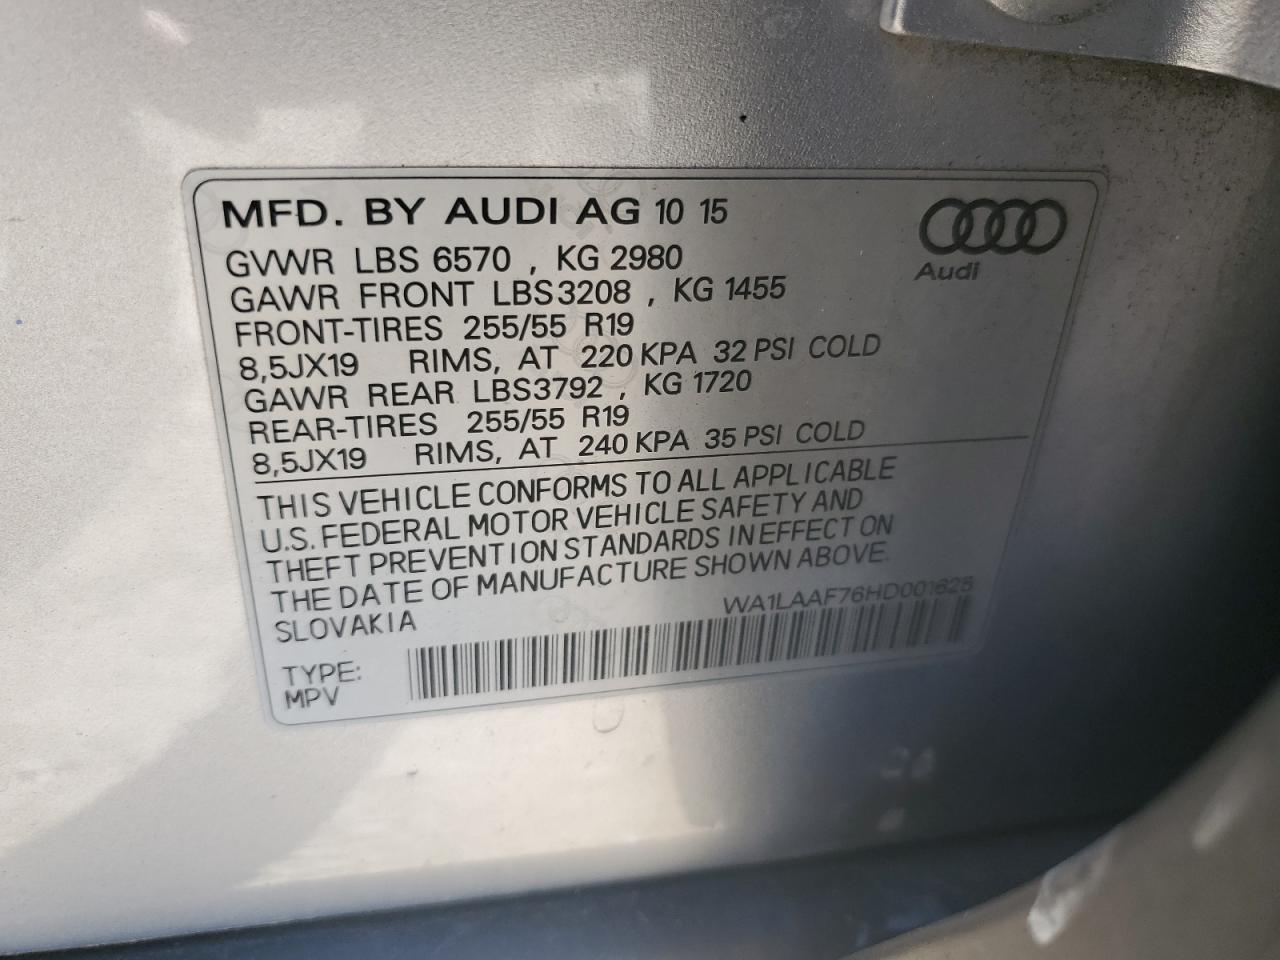 MFD. BY AUDI AG 10 15
Audi
GVWR LBS 6570 , KG 2980
GAWR FRONT LBS3208 , KG 1455
FRONT-TIRES 255/55 R19
8,5JX19 RIMS, AT 220 KPA 32 PSI COLD
GAWR REAR LBS3792 , KG 1720
REAR-TIRES 255/55 R19
8,5JX19 RIMS, AT 240 KPA 35 PSI COLD
THIS VEHICLE CONFORMS TO ALL APPLICABLE
U.S. FEDERAL MOTOR VEHICLE SAFETY AND
THEFT PREVENTION STANDARDS IN EFFECT ON
THE DATE OF MANUFACTURE SHOWN ABOVE.
SLOVAKIA
WA1LAAF76HD001625
TYPE:
MPV